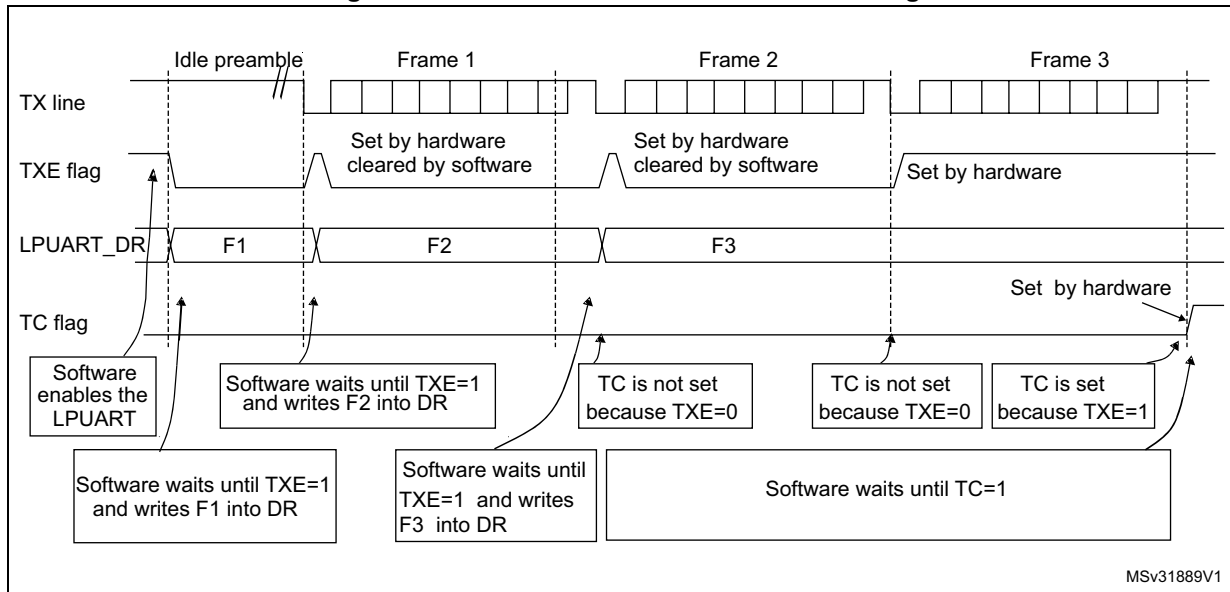 Idle preamble Frame 1 Frame 2 Frame 3
TX line
Set by hardware
cleared by software
Set by hardware
cleared by software
TXE flag
Set by hardware
LPUART_DR F1 F2 F3
Set by hardware
TC flag
Software
enables the
LPUART
Software waits until TXE=1
and writes F2 into DR
TC is not set
because TXE=0
TC is not set
because TXE=0
TC is set
because TXE=1
Software waits until TXE=1
and writes F1 into DR
Software waits until
TXE=1 and writes
F3 into DR
Software waits until TC=1
MSv31889V1